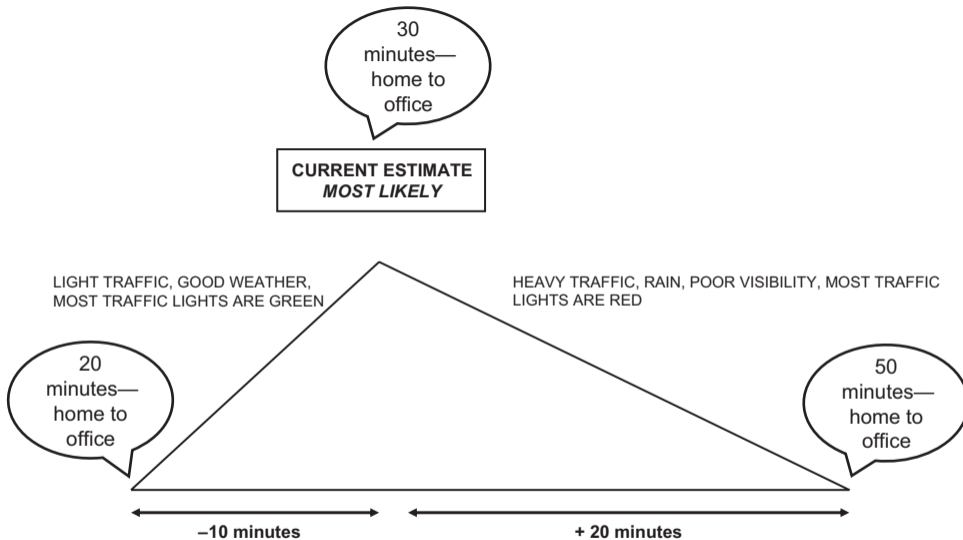 30
minutes—
home to
office
CURRENT ESTIMATE
MOST LIKELY
LIGHT TRAFFIC, GOOD WEATHER,
MOST TRAFFIC LIGHTS ARE GREEN
HEAVY TRAFFIC, RAIN, POOR VISIBILITY, MOST TRAFFIC
LIGHTS ARE RED
20
minutes—
home to
office
50
minutes—
home to
office
–10 minutes
+ 20 minutes